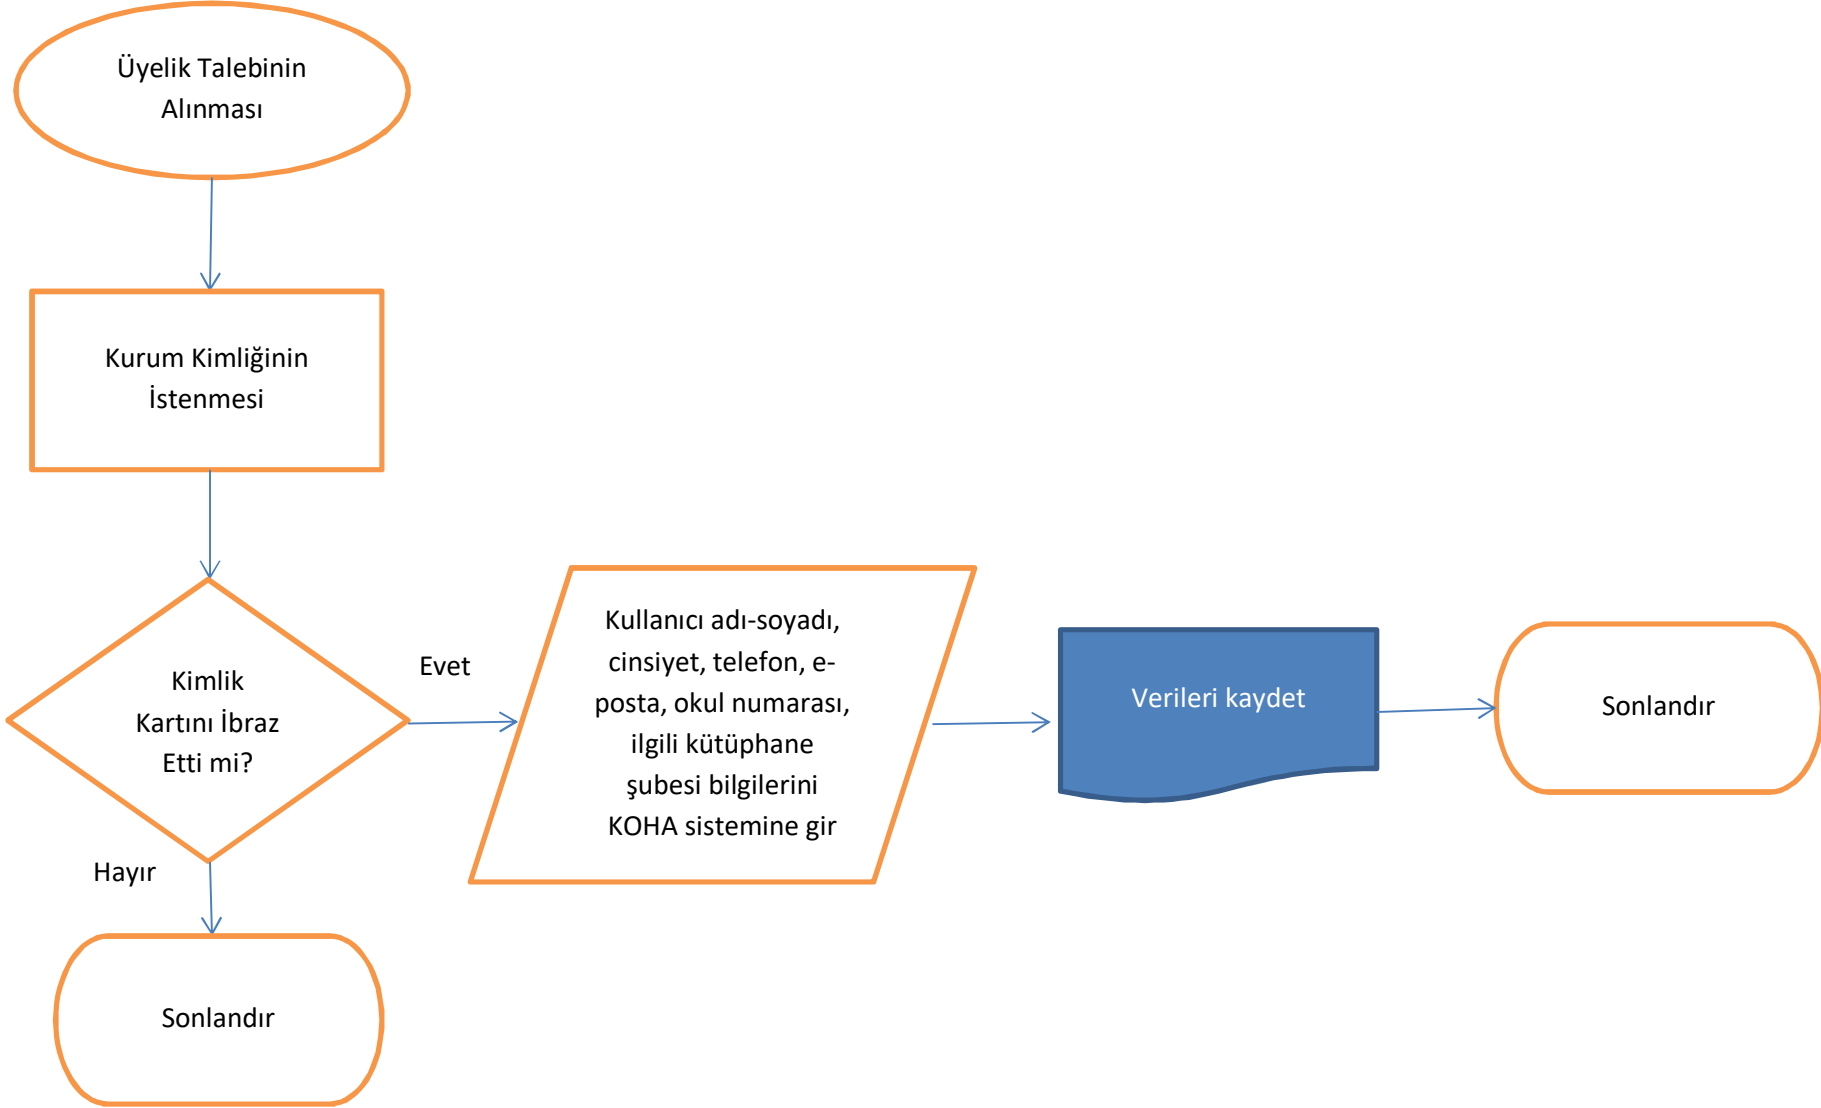 Üyelik Talebinin
Alınması
Kurum Kimliğinin
İstenmesi
Kimlik
Kartını İbraz
Etti mi?
Evet
Hayır
Kullanıcı adı-soyadı,
cinsiyet, telefon, e-
posta, okul numarası,
ilgili kütüphane
şubesi bilgilerini
KOHA sistemine gir
Verileri kaydet
Sonlandır
Sonlandır